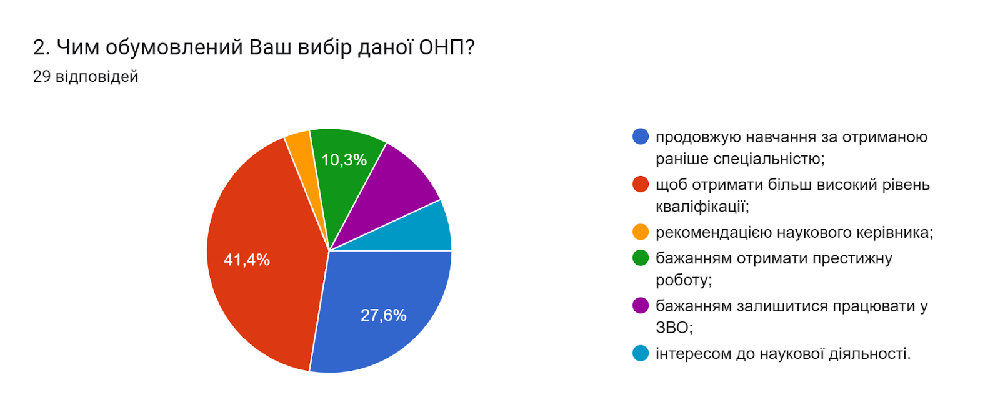 2. Чим обумовлений Ваш вибір даної ОНП?
29 відповідей
10,3%
41,4%
27,6%
продовжую навчання за отриманою
раніше спеціальністю;
щоб отримати більш високий рівень
кваліфікації;
рекомендацією наукового керівника;
бажанням отримати престижну
роботу;
бажанням залишитися працювати у
ЗВО;
інтересом до наукової діяльності.